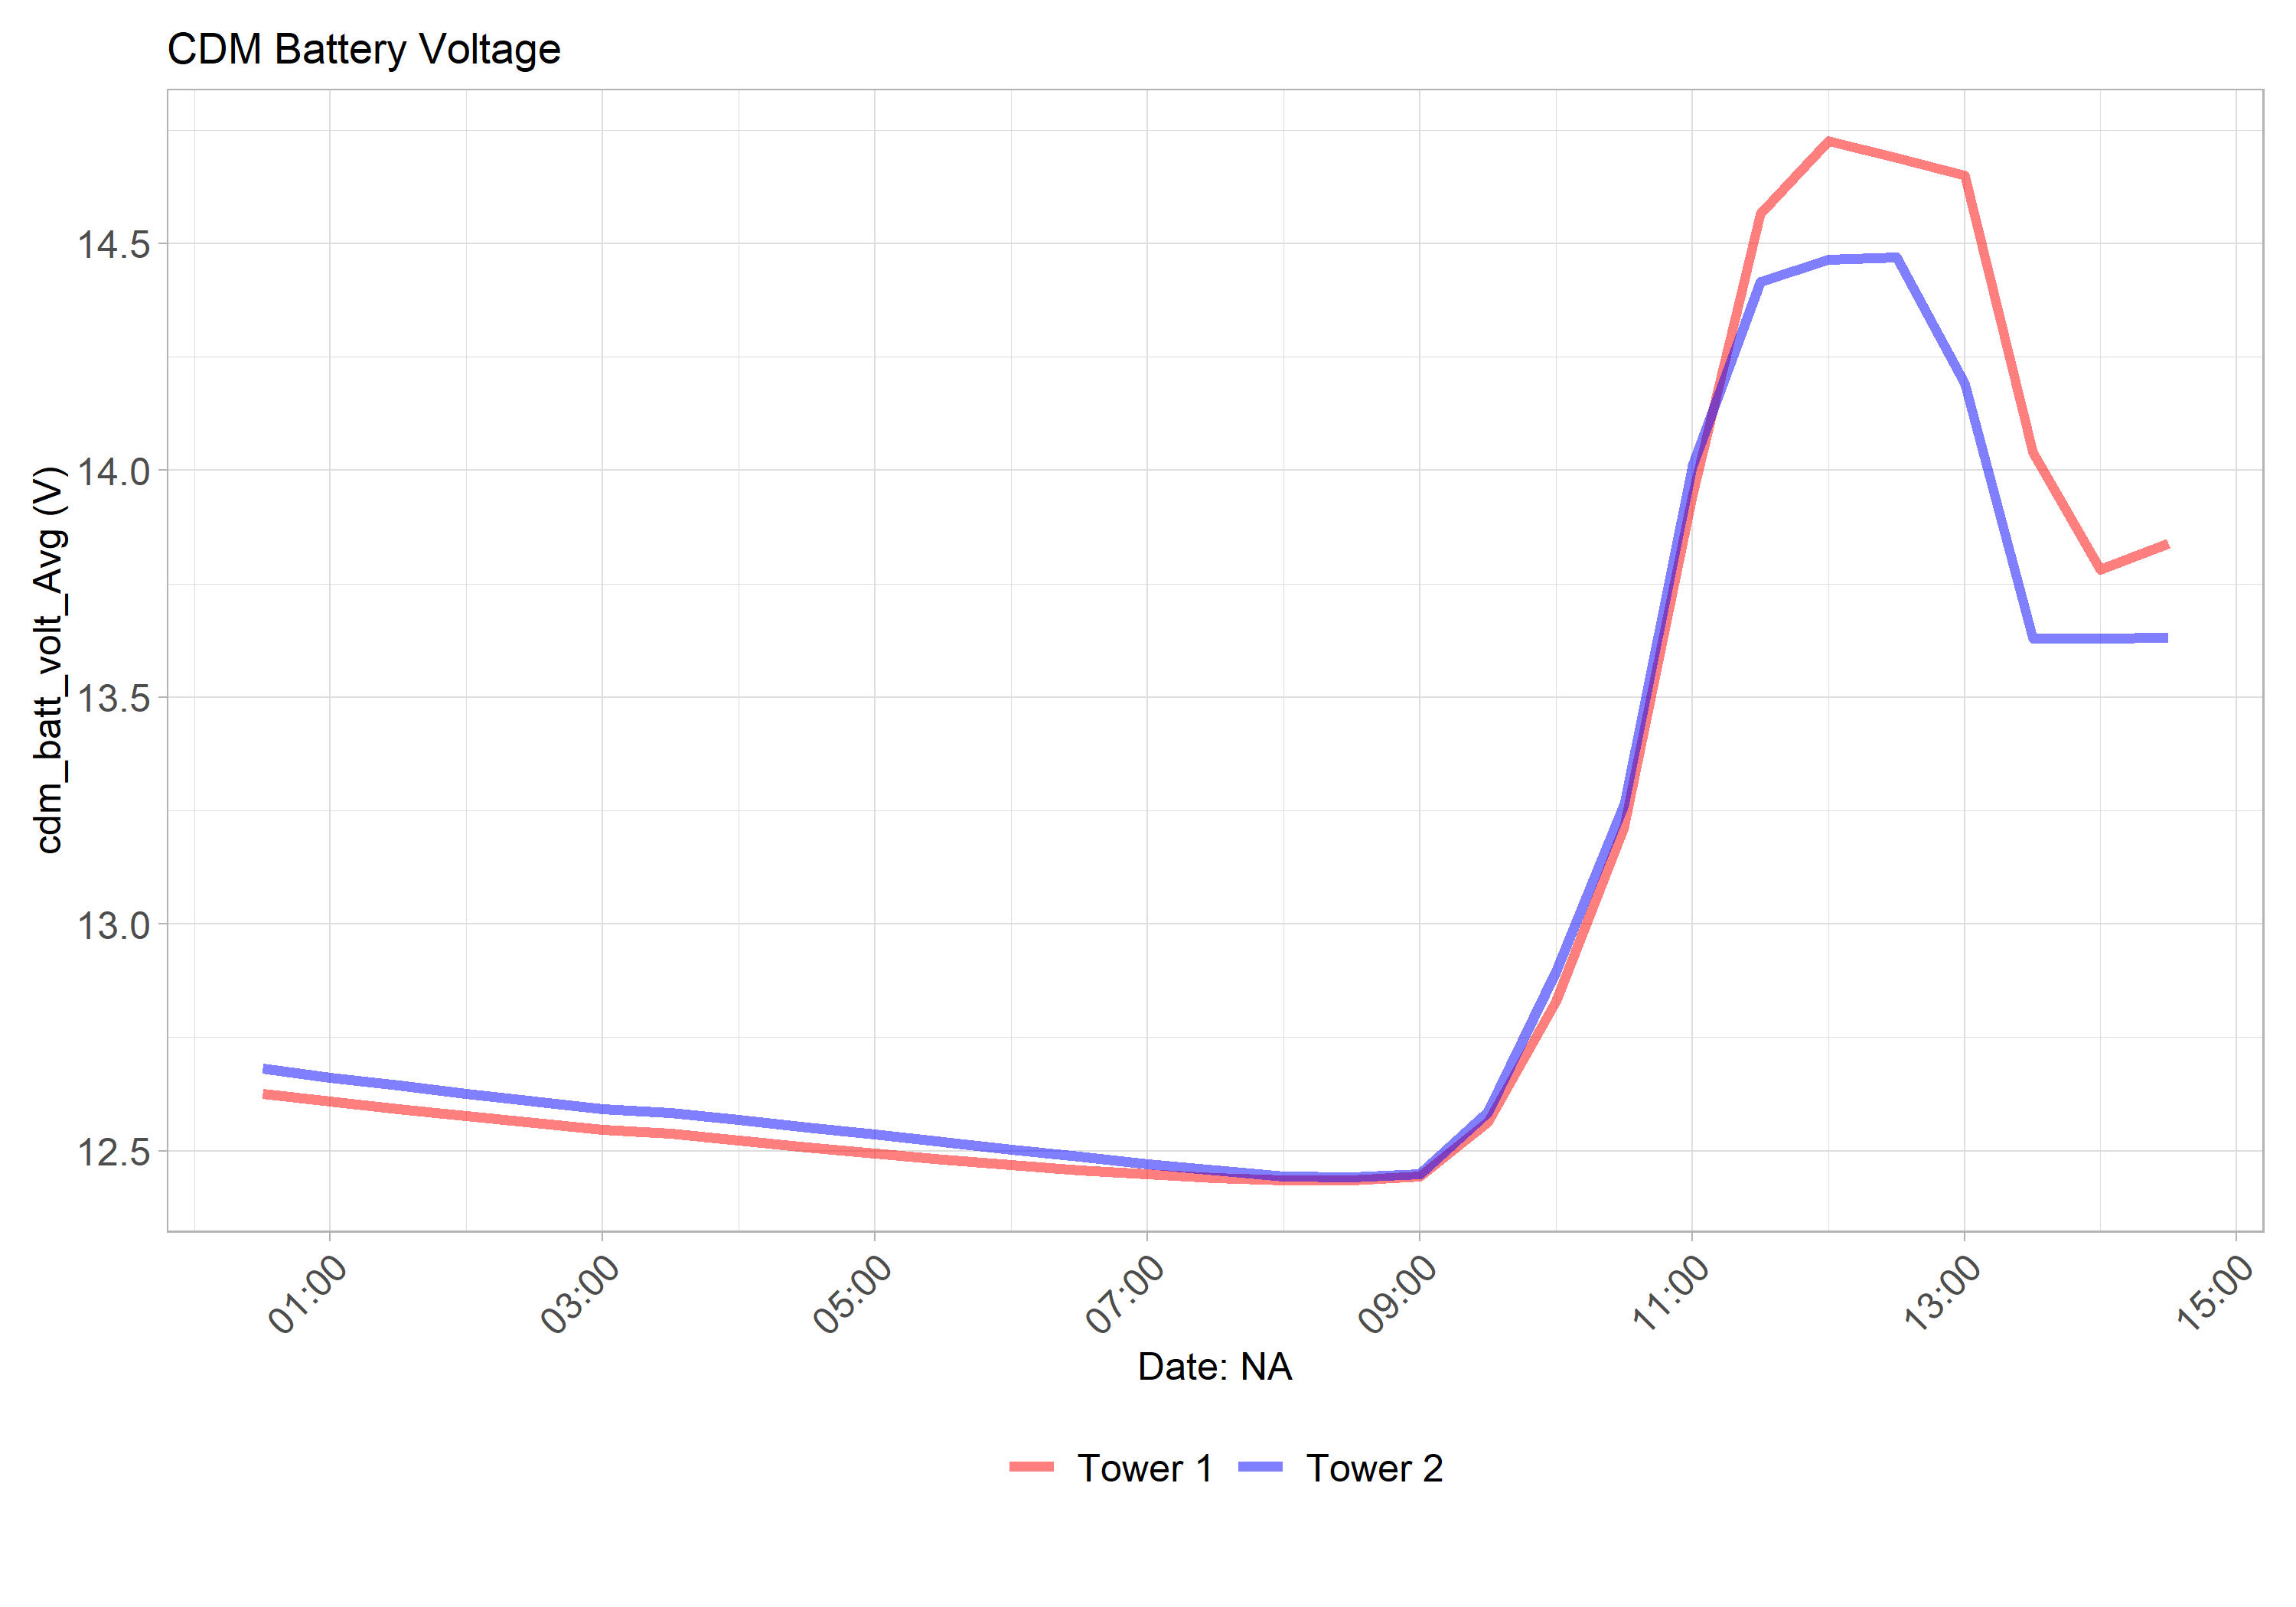 CDM Battery Voltage
cdm_batt_volt_Avg (V)
14.5
14.0
13.5
13.0
12.5
01:00
03:00
05:00
07:00
09:00
11:00
13:00
15:00
Date: NA
Tower 1
Tower 2